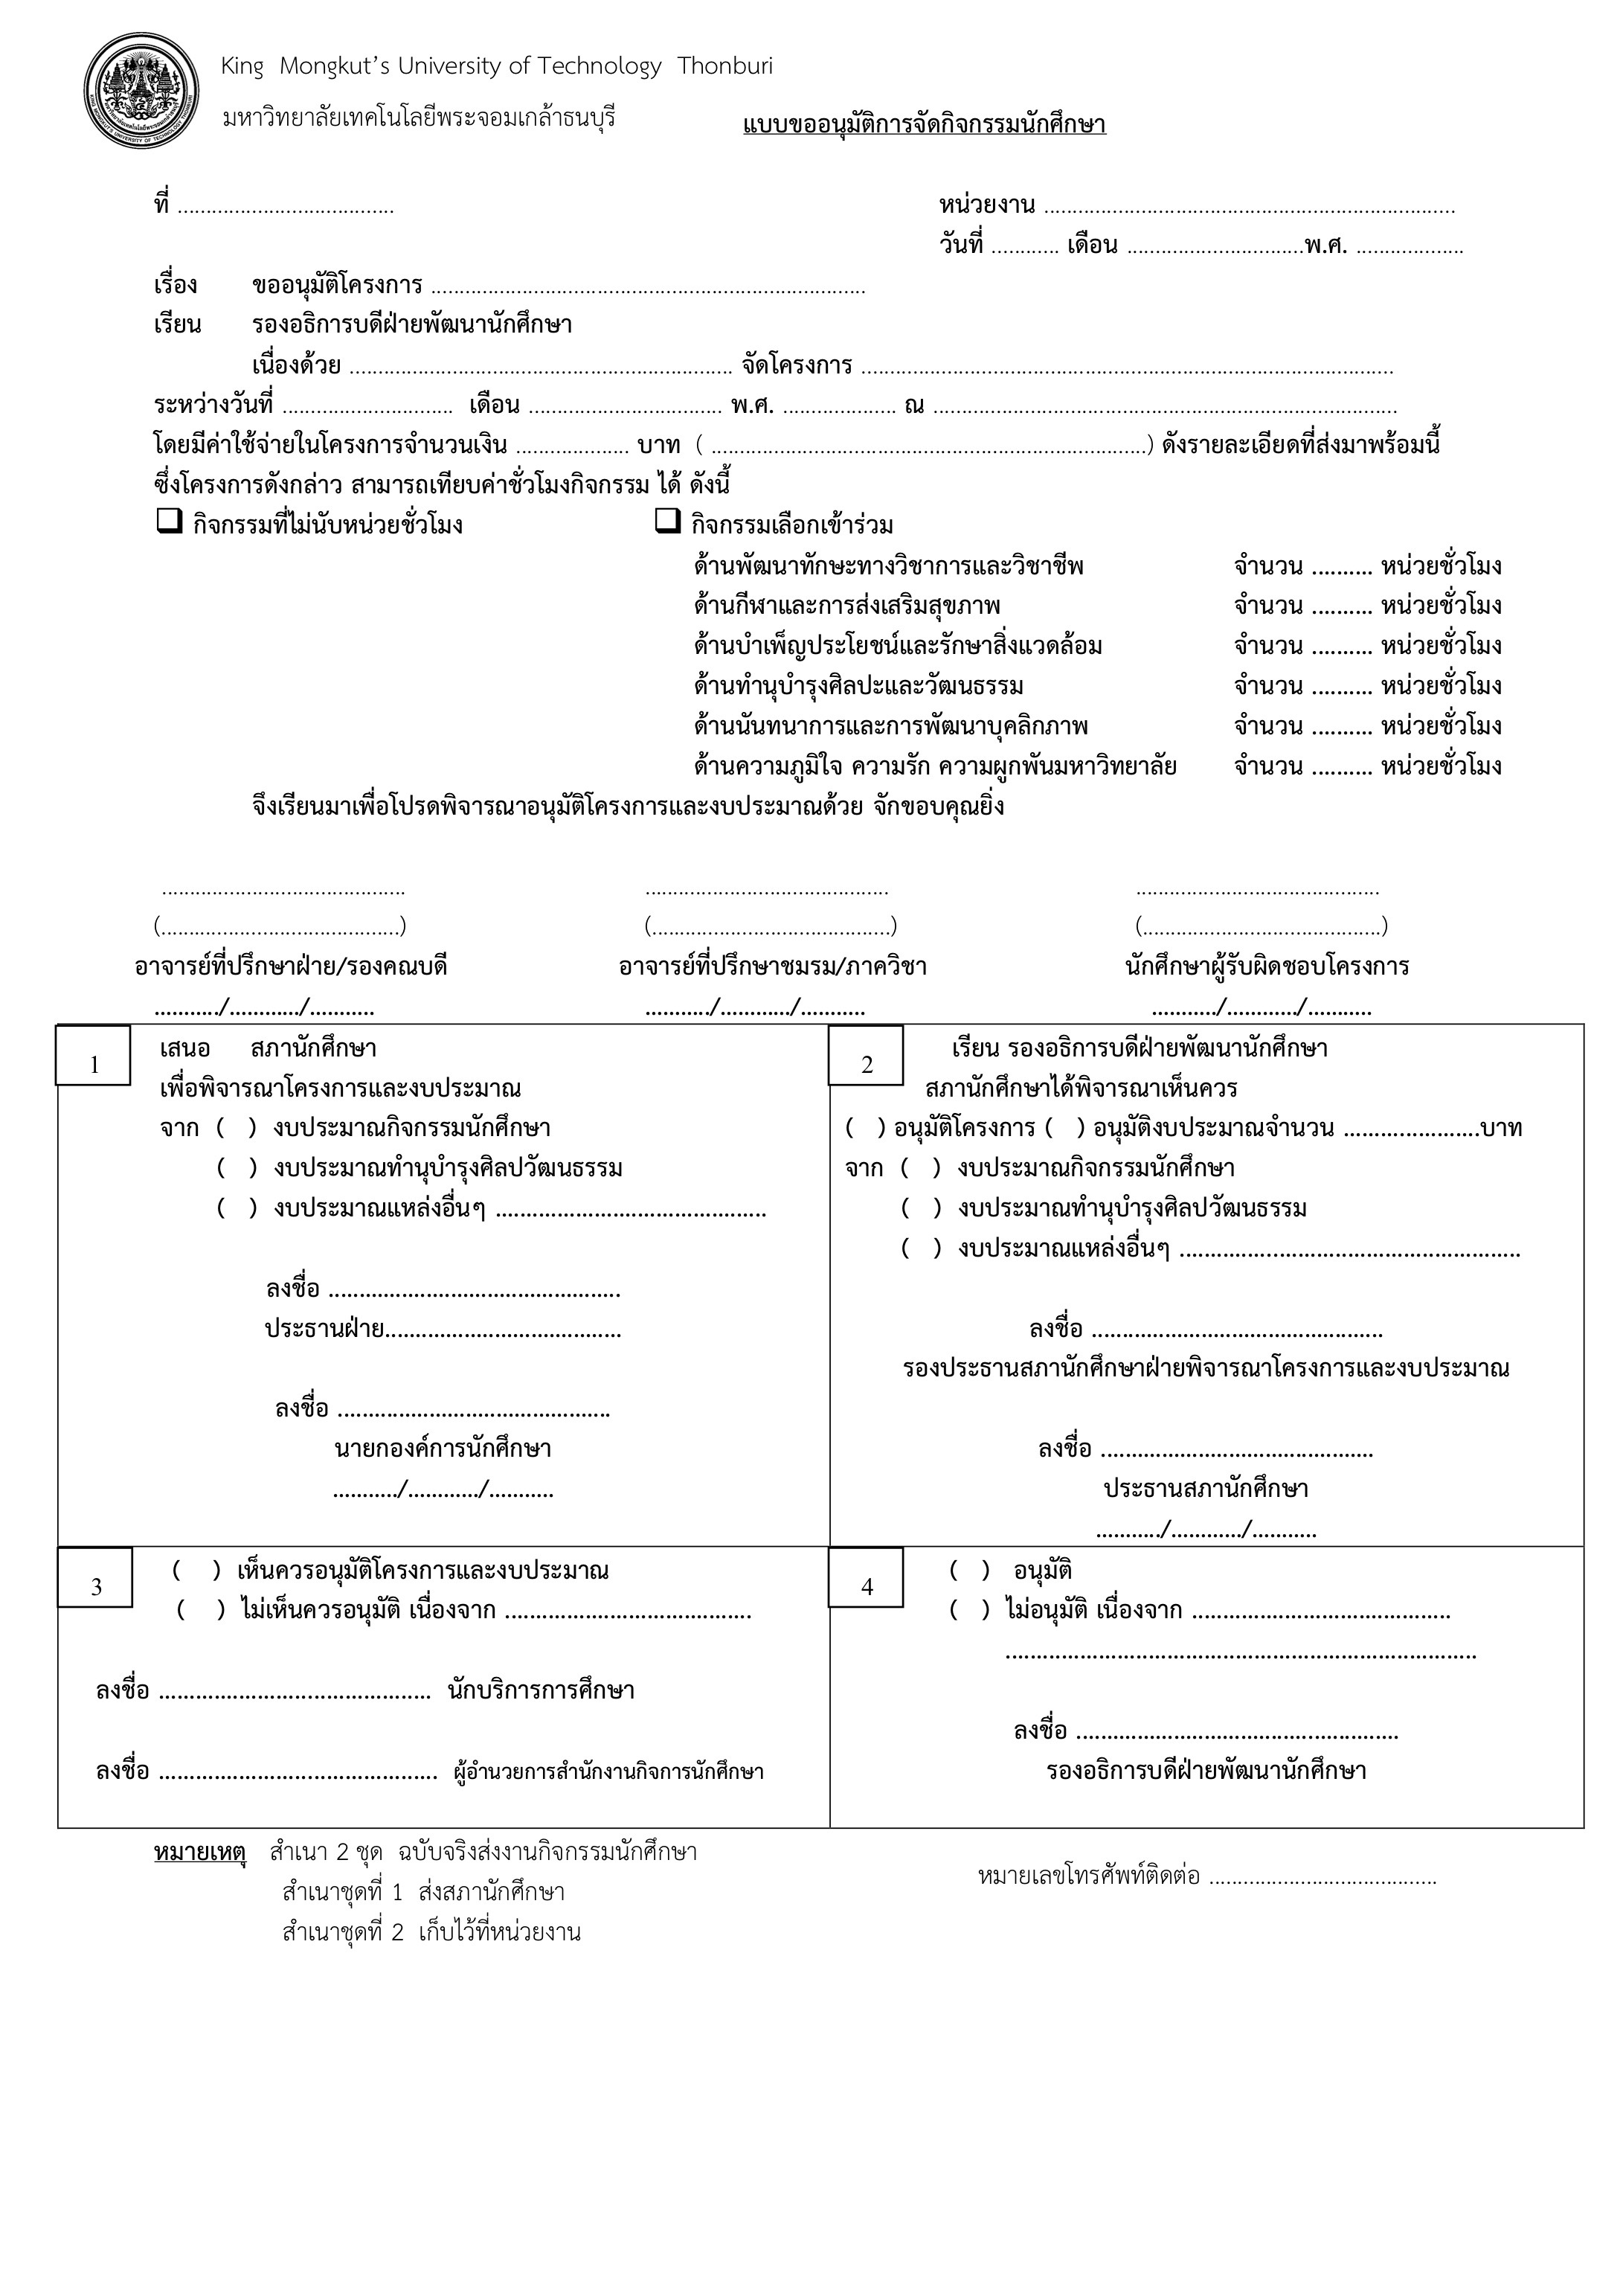 King Mongkut's University of Technology Thonburi
มหาวิทยาลัยเทคโนโลยีพระจอมเกล้าธนบุรี
แบบขออนุมัติการจัดกิจกรรมนักศึกษา
ที่ ...................................... หน่วยงาน ........................................................................
วันที่ ............ เดือน ...............................พ.ศ. ...................
เรื่อง ขออนุมัติโครงการ ............................................................................
เรียน รองอธิการบดีฝ่ายพัฒนานักศึกษา
เนื่องด้วย ................................................................... จัดโครงการ .............................................................................................
ระหว่างวันที่ .............................. เดือน .................................. พ.ศ. .................... ณ .................................................................................
โดยมีค่าใช้จ่ายในโครงการจำนวนเงิน .................... บาท ( ............................................................................) ดังรายละเอียดที่ส่งมาพร้อมนี้
ซึ่งโครงการดังกล่าว สามารถเทียบค่าชั่วโมงกิจกรรม ได้ ดังนี้
❑ กิจกรรมที่ไม่นับหน่วยชั่วโมง ❑ กิจกรรมเลือกเข้าร่วม
ด้านพัฒนาทักษะทางวิชาการและวิชาชีพ จำนวน .......... หน่วยชั่วโมง
ด้านกีฬาและการส่งเสริมสุขภาพ จำนวน .......... หน่วยชั่วโมง
ด้านบำเพ็ญประโยชน์และรักษาสิ่งแวดล้อม จำนวน .......... หน่วยชั่วโมง
ด้านทำนุบำรุงศิลปะและวัฒนธรรม จำนวน .......... หน่วยชั่วโมง
ด้านนันทนาการและการพัฒนาบุคลิกภาพ จำนวน .......... หน่วยชั่วโมง
ด้านความภูมิใจ ความรัก ความผูกพันมหาวิทยาลัย จำนวน .......... หน่วยชั่วโมง
จึงเรียนมาเพื่อโปรดพิจารณาอนุมัติโครงการและงบประมาณด้วย จักขอบคุณยิ่ง
........................................... ........................................... ...........................................
(..........................................) (..........................................) (..........................................)
อาจารย์ที่ปรึกษาฝ่าย/รองคณบดี อาจารย์ที่ปรึกษาชมรม/ภาควิชา นักศึกษาผู้รับผิดชอบโครงการ
.........../............/........... .........../............/........... .........../............/...........
1
เสนอ สภานักศึกษา
เพื่อพิจารณาโครงการและงบประมาณ
จาก ( ) งบประมาณกิจกรรมนักศึกษา
( ) งบประมาณทำนุบำรุงศิลปวัฒนธรรม
( ) งบประมาณแหล่งอื่นๆ ............................................
ลงชื่อ ................................................
ประธานฝ่าย.......................................
ลงชื่อ .............................................
นายกองค์การนักศึกษา
.........../............/...........
2
เรียน รองอธิการบดีฝ่ายพัฒนานักศึกษา
สภานักศึกษาได้พิจารณาเห็นควร
( ) อนุมัติโครงการ ( ) อนุมัติงบประมาณจำนวน ......................บาท
จาก ( ) งบประมาณกิจกรรมนักศึกษา
( ) งบประมาณทำนุบำรุงศิลปวัฒนธรรม
( ) งบประมาณแหล่งอื่นๆ ........................................................
ลงชื่อ ................................................
รองประธานสภานักศึกษาฝ่ายพิจารณาโครงการและงบประมาณ
ลงชื่อ .............................................
ประธานสภานักศึกษา
.........../............/...........
3
( ) เห็นควรอนุมัติโครงการและงบประมาณ
( ) ไม่เห็นควรอนุมัติ เนื่องจาก ........................................
ลงชื่อ ............................................ นักบริการการศึกษา
ลงชื่อ ............................................. ผู้อำนวยการสำนักงานกิจการนักศึกษา
4
( ) อนุมัติ
( ) ไม่อนุมัติ เนื่องจาก ..........................................
.............................................................................
ลงชื่อ .....................................................
รองอธิการบดีฝ่ายพัฒนานักศึกษา
หมายเหตุ สำเนา 2 ชุด ฉบับจริงส่งงานกิจกรรมนักศึกษา
หมายเลขโทรศัพท์ติดต่อ ........................................
สำเนาชุดที่ 1 ส่งสภานักศึกษา
สำเนาชุดที่ 2 เก็บไว้ที่หน่วยงาน